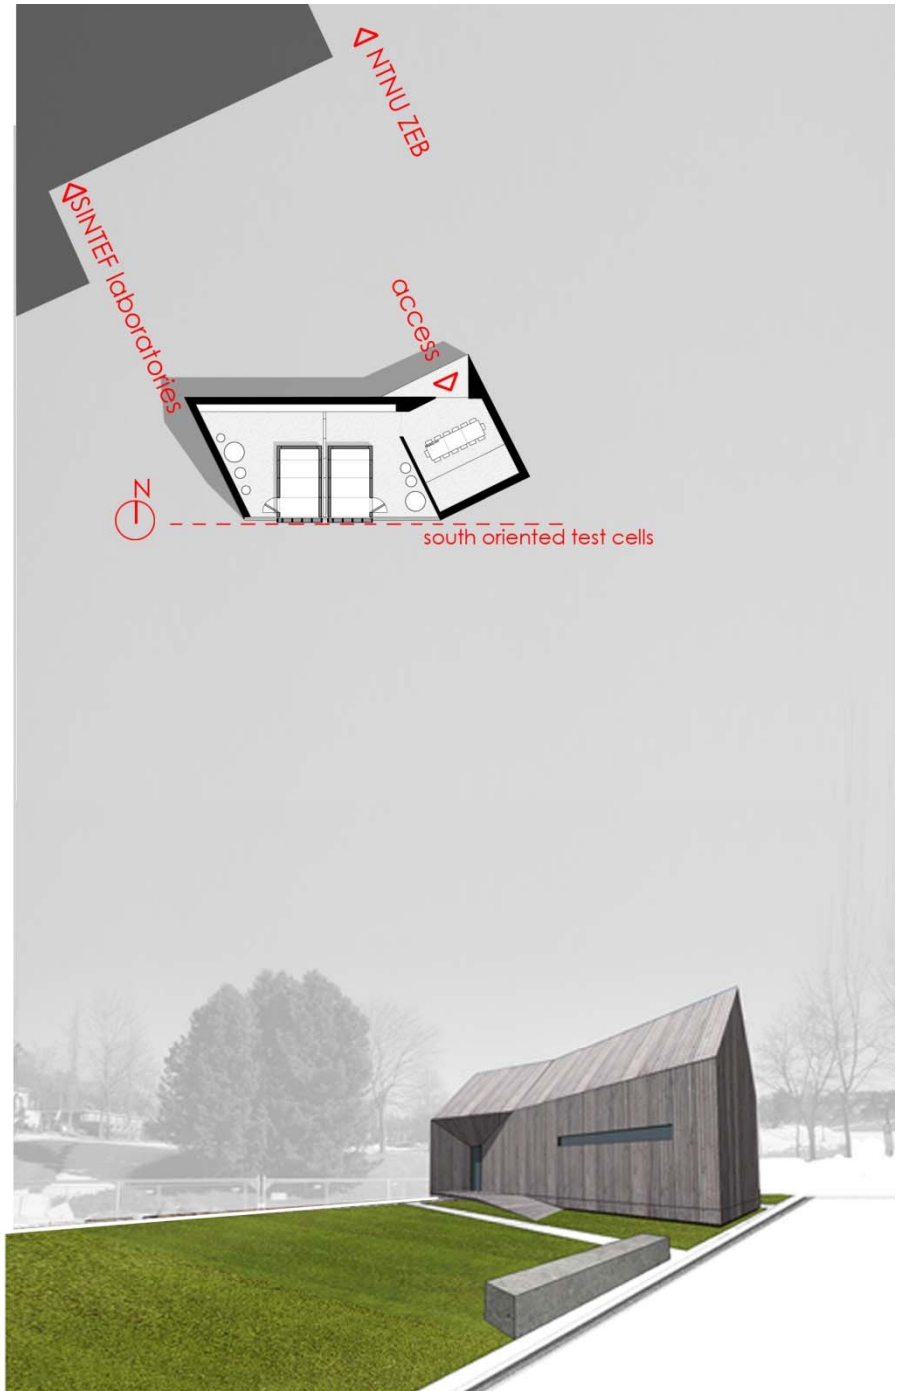 NTNU ZEB
SINTEF laboratories
access
N
south oriented test cells